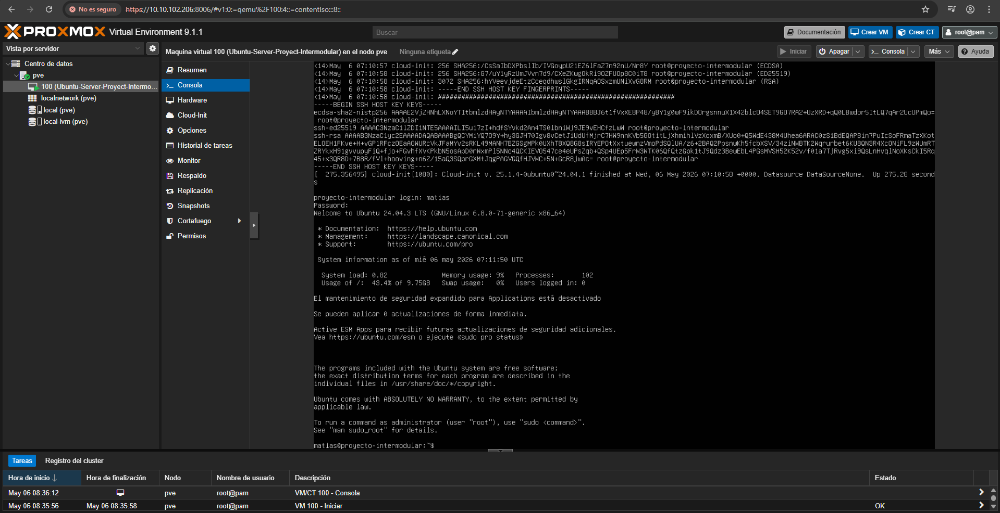 No es seguro
https://10.10.102.206:8006/#v1:0:=qemu%2F100:4::=contentIso:::8::
PROXMOX Virtual Environment 9.1.1
Buscar
Documentación
Crear VM
Crear CT
root@pam
Vista por servidor
Maquina virtual 100 (Ubuntu-Server-Proyect-Intermodular) en el nodo pve
Ninguna etiqueta
Iniciar
Apagar
Consola
Más
Ayuda
Centro de datos
pve
100 (Ubuntu-Server-Proyect-Intermo...
localnetwork (pve)
local (pve)
local-lvm (pve)
Resumen
Consola
Hardware
Cloud-Init
Opciones
Historial de tareas
Monitor
Respaldo
Replicación
Snapshots
Cortafuego
Permisos
<14>May  6 07:10:57 cloud-init: 256 SHA256:/CsSaIbDXPbslIb/IVGoypU21EZ6lFaZ7n92nU/Nr8Y root@proyecto-intermodular (ECDSA)
<14>May  6 07:10:58 cloud-init: 256 SHA256:G7/uY1yRzUmJVvn7d9/CXeZKwgOkRi9OZFUOp8C0iT8 root@proyecto-intermodular (ED25519)
<14>May  6 07:10:58 cloud-init: 3072 SHA256:hYVeevjdeEtzCceqdhwslGkgIRNqAOSxzmUNiXvG8RM root@proyecto-intermodular (RSA)
<14>May  6 07:10:58 cloud-init: -----END SSH HOST KEY FINGERPRINTS-----
<14>May  6 07:10:58 cloud-init: #############################################################
-----BEGIN SSH HOST KEY KEYS-----
ecdsa-sha2-nistp256 AAAAE2VjZHNhLXNoYTItbmlzdHAyNTYAAAAIbmlzdHAyNTYAAABBBJ6t1fVxXE8P48/yBY1g0wF9ikDOrgsnnuX1X42blcO4SET9GO7RA2+UzXRD+qQ0LBwdor5ItLQ7qAr2UcUPmQo=
root@proyecto-intermodular
ssh-ed25519 AAAAC3NzaC1lZDI1NTE5AAAAILI5u17zI+hdfSYvkd2An4TS0lbniWj9JE9vEHCfzLwW root@proyecto-intermodular
ssh-rsa AAAAB3NzaC1yc2EAAAADAQABAAABgQCYMiYQ7O9Y+hy3GJH70Igv8vCetJiUdUfMjrC7HW9nnKVb5GOtitLjXhmihlVzXoxmB/XUo0+Q5WdE438M4Uhea6ARAC0zS1BdEQAPBin7PuIcSoFRmaTzXKot
ELOEH1FKve+H+vGP1RFczOEaAOWURcVkJFaMYv2sRKL49MANH7BZGSgMPk0UXhT8XQ8G8sIRYEPOtXxtuewnzVmoPdSQlUA/z6+2BAQ2PpsnwKh5fcbXSV/34ziNWBTK2Wqrurbet6KU8QN3R4XcONiFL9zWUmRT
ZRYkxH91gvvupyFiQ+fjo+FGvhfXVKPkbN5osApD0rWxmPl5NNo4QCKIEVO547ce4eUPsZqb+QSp4UEp5FrW3WTK06QfQtzGpk1tJ9Qdz3BewEbL4PGsMVSH52K52v/f01a7TjRvg5xi9QsLnHvqlNoXKsCkI5Rq
45+x3QR8D+7B8R/fVl+hooving+n6Z/15aQ3SQprGXMtJqgPAGVGQfHJVWC+5N+GcR8jwAc= root@proyecto-intermodular
-----END SSH HOST KEY KEYS-----
[  275.356495] cloud-init[1080]: Cloud-init v. 25.1.4-0ubuntu0~24.04.1 finished at Wed, 06 May 2026 07:10:58 +0000. Datasource DataSourceNone.  Up 275.28 second
s
proyecto-intermodular login: matias
Password:
Welcome to Ubuntu 24.04.3 LTS (GNU/Linux 6.8.0-71-generic x86_64)
* Documentation:  https://help.ubuntu.com
* Management:     https://landscape.canonical.com
* Support:        https://ubuntu.com/pro
System information as of mié 06 may 2026 07:11:50 UTC
System load: 0.82              Memory usage: 9%   Processes:       102
Usage of /:  43.4% of 9.75GB   Swap usage:   0%   Users logged in: 0
El mantenimiento de seguridad expandido para Applications está desactivado
Se pueden aplicar 0 actualizaciones de forma inmediata.
Active ESM Apps para recibir futuras actualizaciones de seguridad adicionales.
Vea https://ubuntu.com/esm o ejecute «sudo pro status»
The programs included with the Ubuntu system are free software;
the exact distribution terms for each program are described in the
individual files in /usr/share/doc/*/copyright.
Ubuntu comes with ABSOLUTELY NO WARRANTY, to the extent permitted by
applicable law.
To run a command as administrator (user "root"), use "sudo <command>".
See "man sudo_root" for details.
matias@proyecto-intermodular:~$
Tareas
Registro del cluster
Hora de inicio
Hora de finalización
Nodo
Nombre de usuario
Descripción
Estado
May 06 08:36:12 pve root@pam VM/CT 100 - Consola
May 06 08:35:56 May 06 08:35:58 pve root@pam VM 100 - Iniciar OK